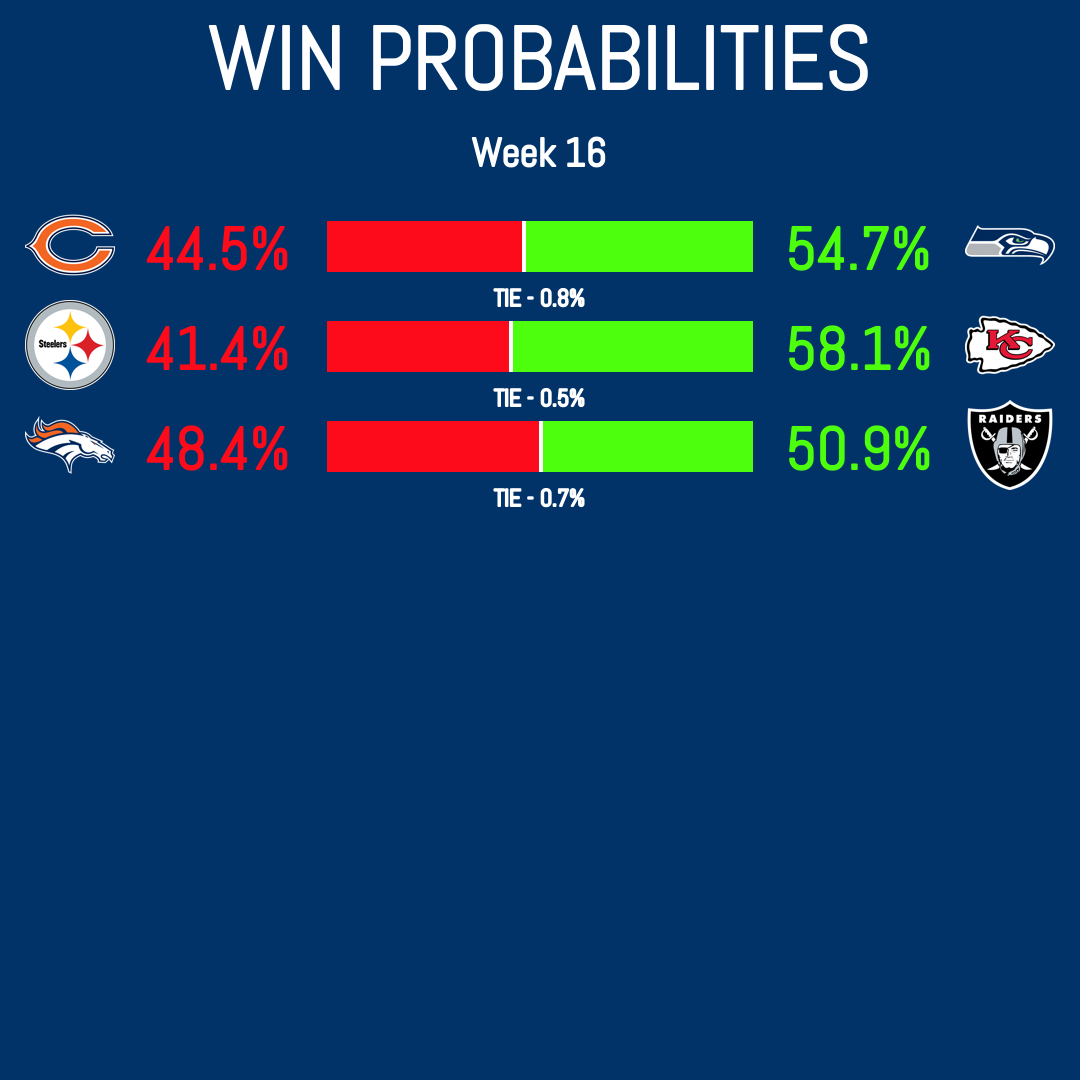 WIN PROBABILITIES
Week 16
44.5% 54.7%
TIE - 0.8%
Steelers 41.4% 58.1% KC
TIE - 0.5%
48.4% 50.9% RAIDERS
TIE - 0.7%